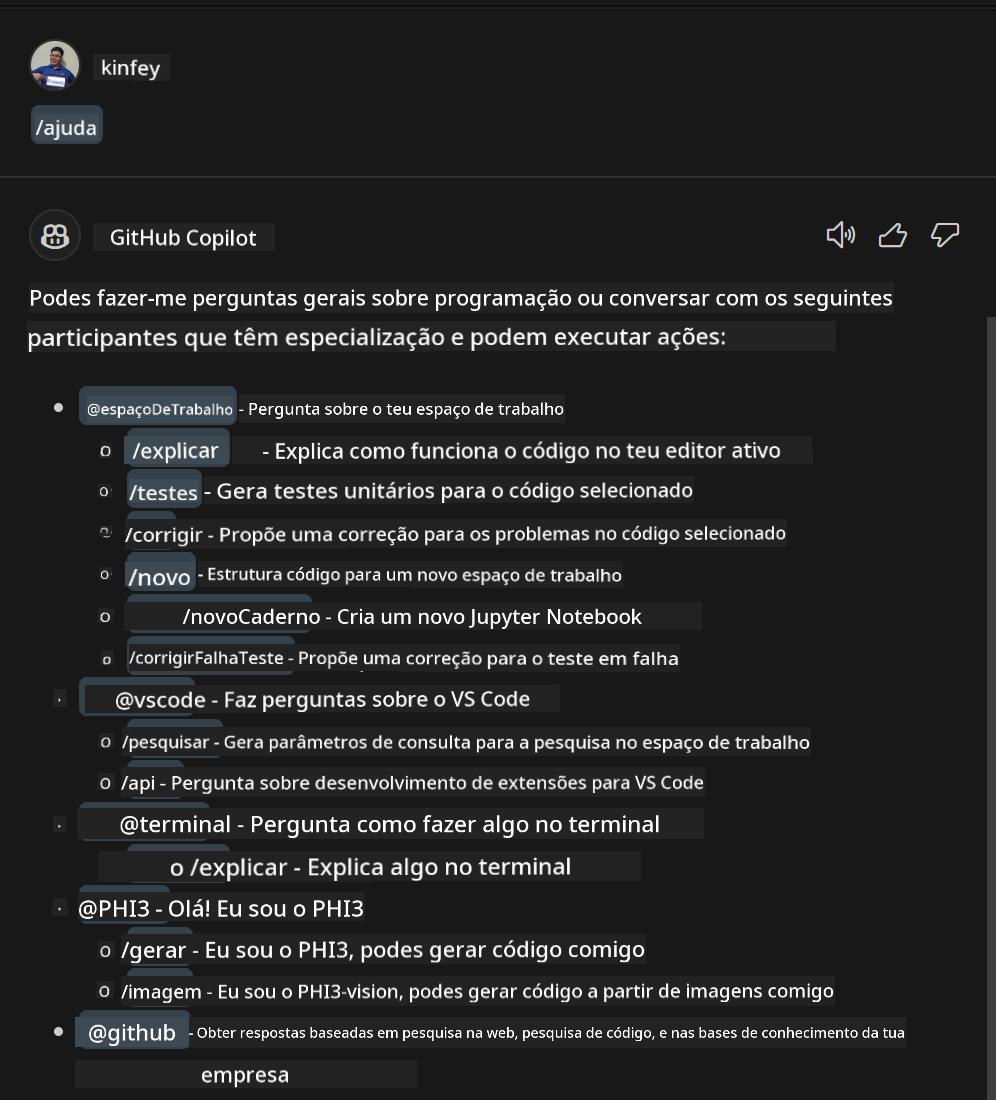 kinfey
/ajuda
GitHub Copilot
Podes fazer-me perguntas gerais sobre programação ou conversar com os seguintes
participantes que têm especialização e podem executar ações:
@espaçoDeTrabalho - Pergunta sobre o teu espaço de trabalho
o /explicar - Explica como funciona o código no teu editor ativo
o /testes - Gera testes unitários para o código selecionado
/corrigir - Propõe uma correção para os problemas no código selecionado
o /novo - Estrutura código para um novo espaço de trabalho
o /novoCaderno - Cria um novo Jupyter Notebook
o /corrigirFalhaTeste - Propõe uma correção para o teste em falha
· @vscode - Faz perguntas sobre o VS Code
o /pesquisar - Gera parâmetros de consulta para a pesquisa no espaço de trabalho
o /api - Pergunta sobre desenvolvimento de extensões para VS Code
· @terminal - Pergunta como fazer algo no terminal
o /explicar - Explica algo no terminal
· @PHI3 - Olá! Eu sou o PHI3
o /gerar - Eu sou o PHI3, podes gerar código comigo
o /imagem - Eu sou o PHI3-vision, podes gerar código a partir de imagens comigo
@github - Obter respostas baseadas em pesquisa na web, pesquisa de código, e nas bases de conhecimento da tua
empresa